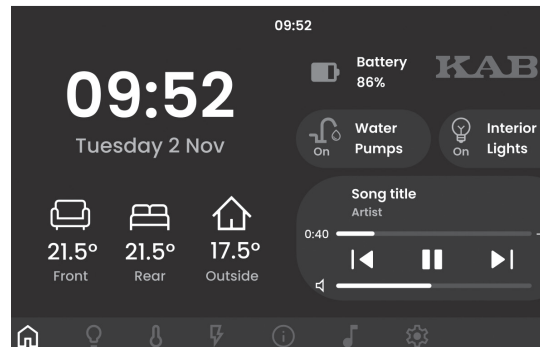 09:52
09:52
Tuesday 2 Nov
Battery
86%
KAB
On
Water
Pumps
On
Interior
Lights
21.5°
Front
21.5°
Rear
17.5°
Outside
Song title
Artist
0:40